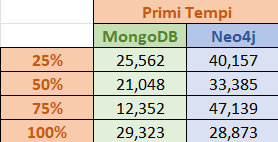 Primi Tempi
MongoDB Neo4j
25% 25,562 40,157
50% 21,048 33,385
75% 12,352 47,139
100% 29,323 28,873